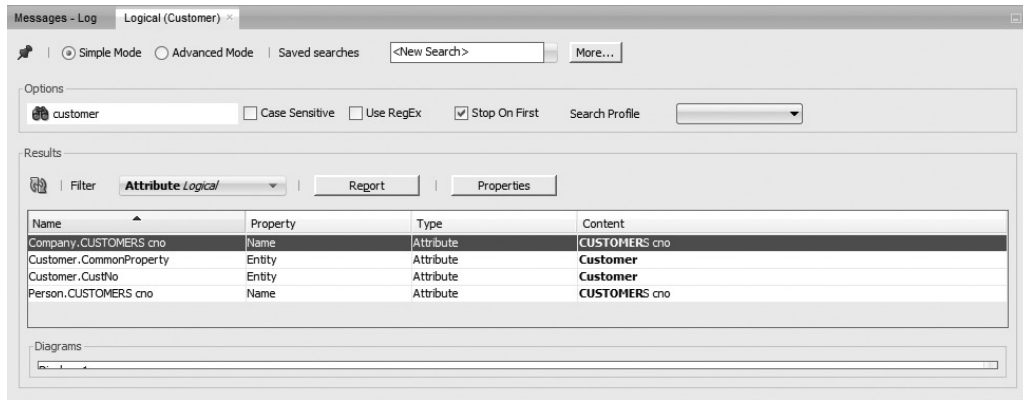 Messages - Log Logical (Customer)
Simple Mode Advanced Mode Saved searches <New Search> More...
Options
customer Case Sensitive Use RegEx Stop On First Search Profile
Results
Filter Attribute Logical Report Properties
Name Property Type Content
Company.CUSTOMERS cno Name Attribute CUSTOMERS cno
Customer.CommonProperty Entity Attribute Customer
Customer.CustNo Entity Attribute Customer
Person.CUSTOMERS cno Name Attribute CUSTOMERS cno
Diagrams